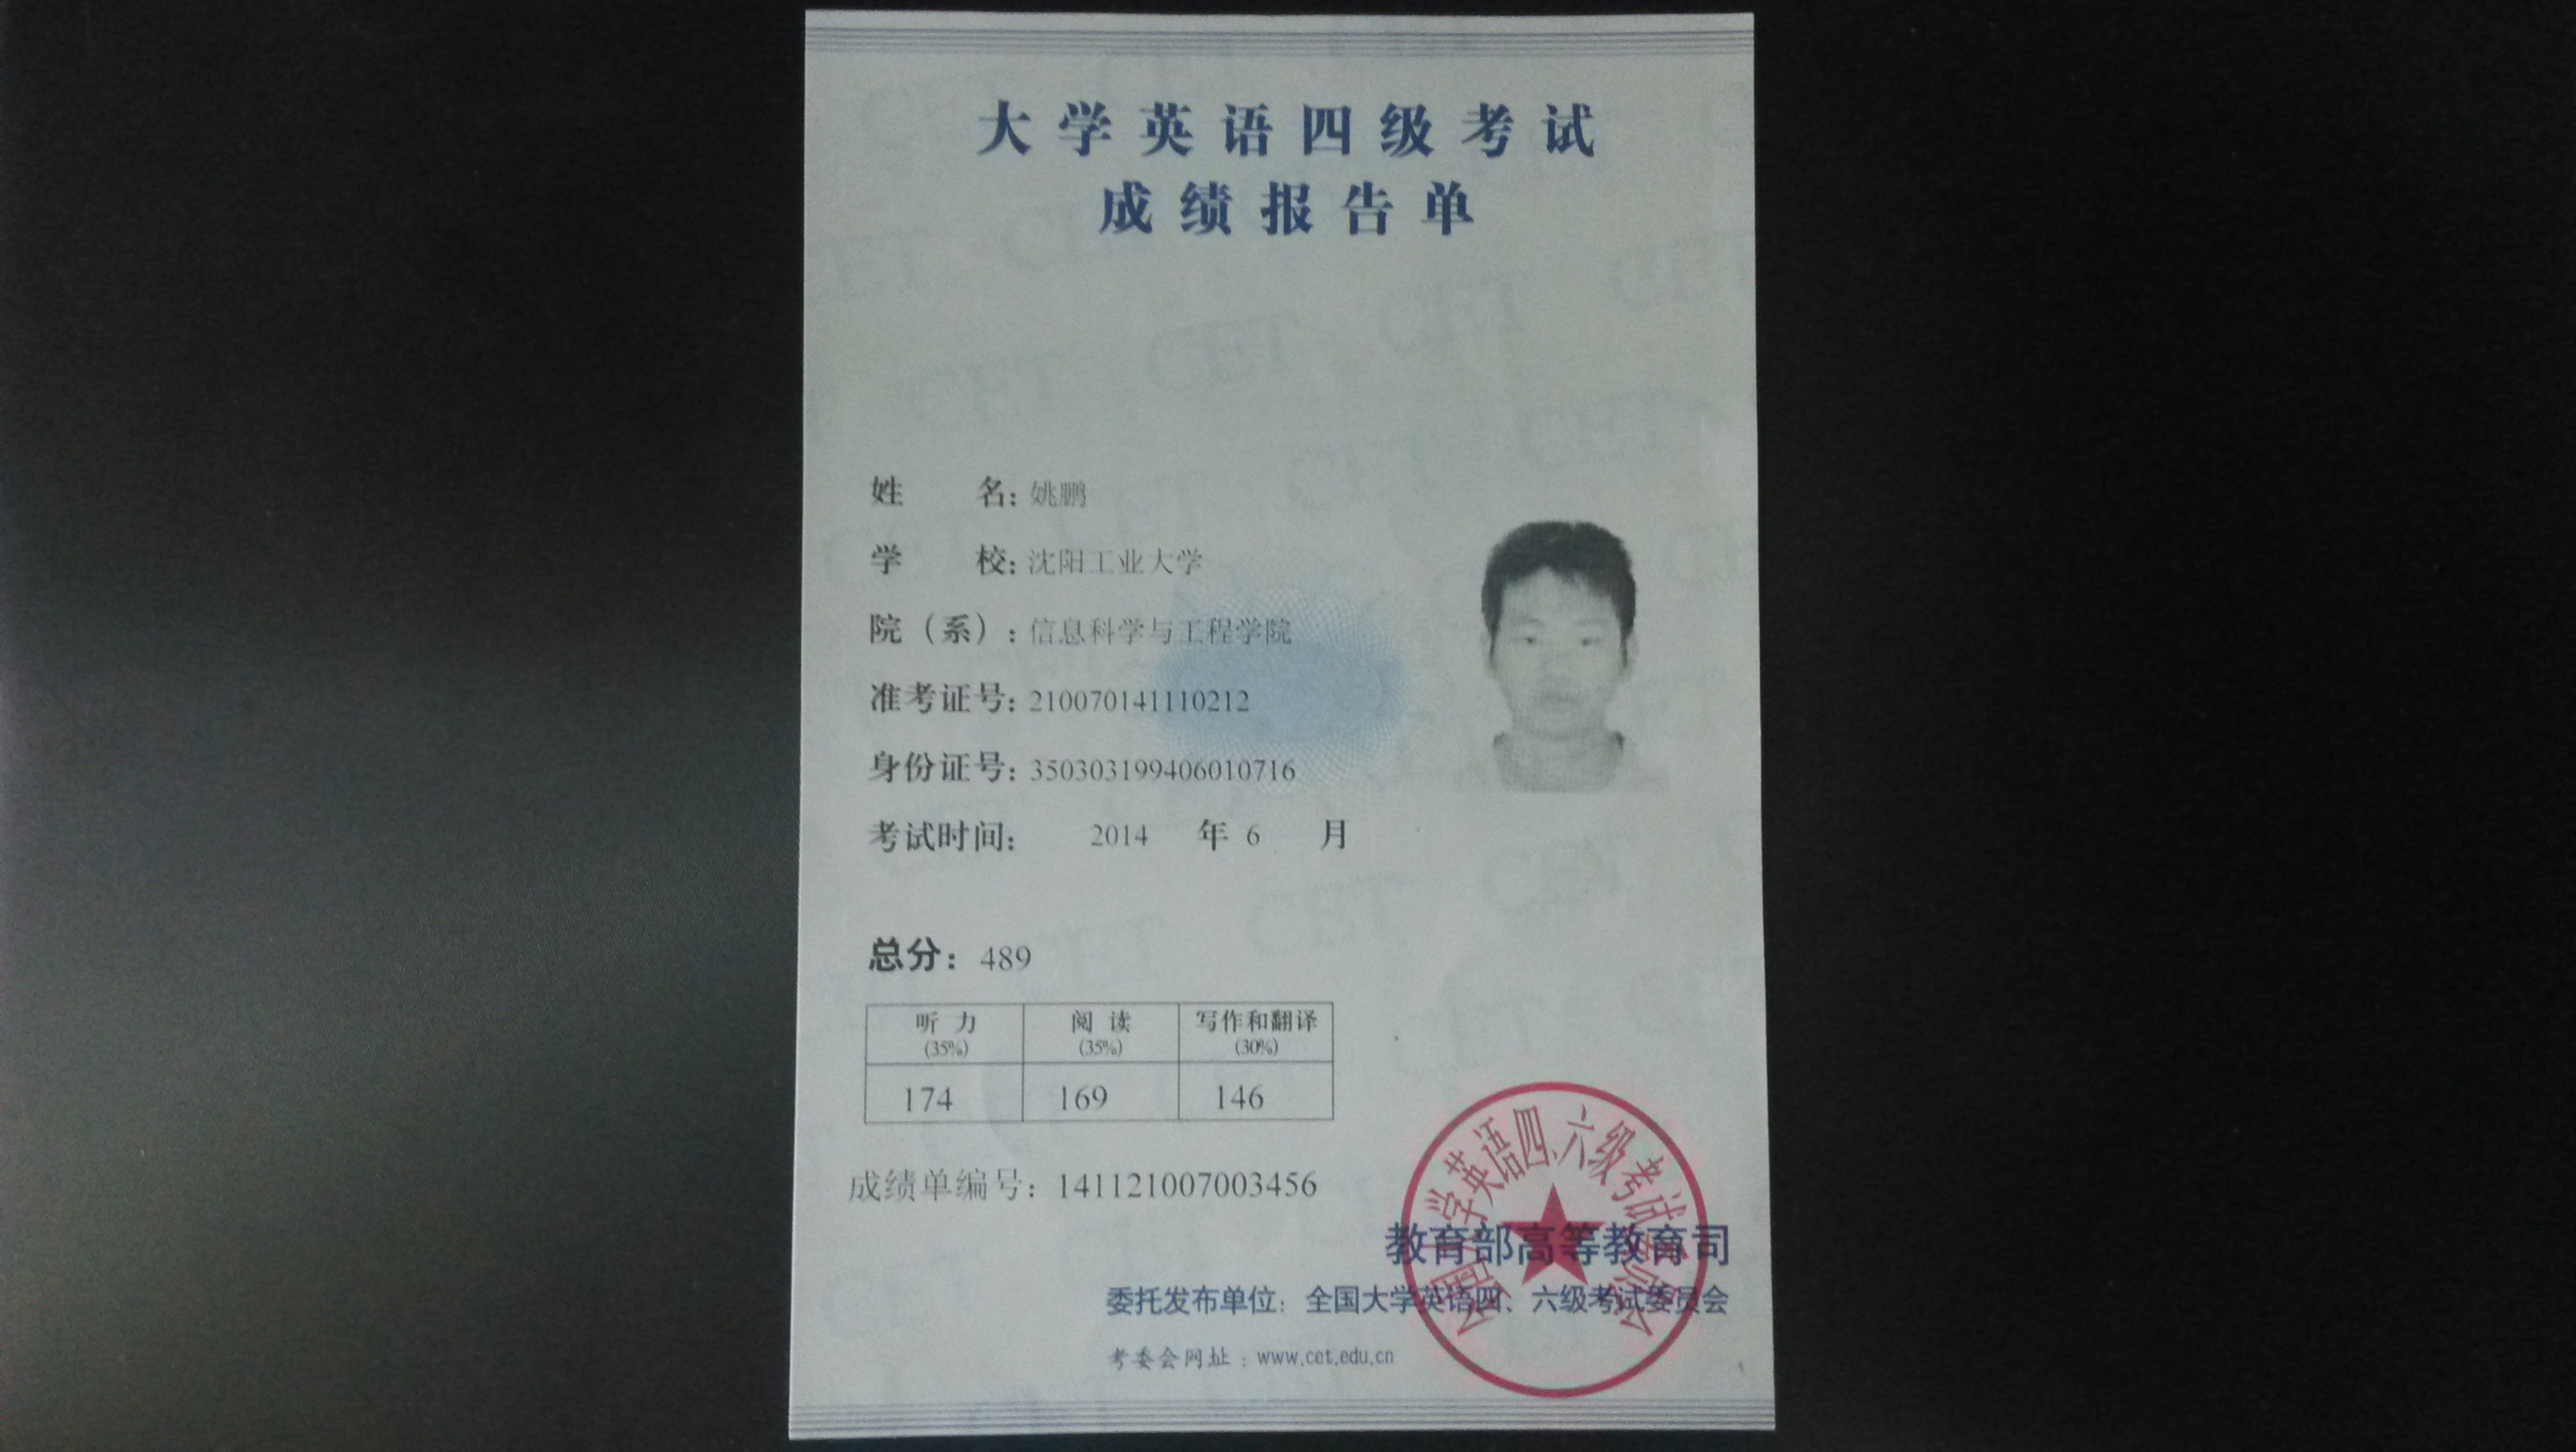 大学英语四级考试
成绩报告单
姓 名: 姚鹏
学 校: 沈阳工业大学
院（系）: 信息科学与工程学院
准考证号: 210070141110212
身份证号: 350303199406010716
考试时间: 2014 年 6 月
总分: 489
听 力 阅 读 写作和翻译
(35%) (35%) (30%)
174 169 146
成绩单编号: 141121007003456
教育部高等教育司
委托发布单位: 全国大学英语四、六级考试委员会
考委会网址: www.cet.edu.cn
全国大学英语四、六级考试委员会
CET